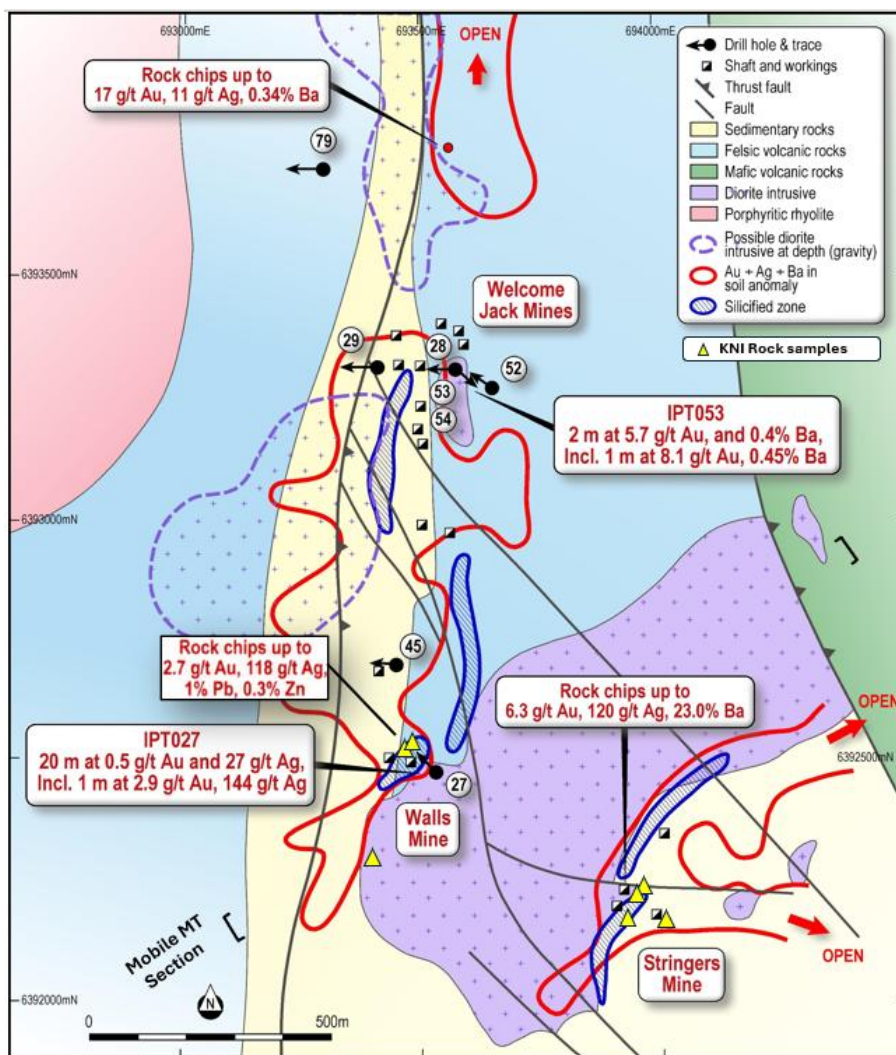 693000mE
693500mE
694000mE
OPEN
Rock chips up to
17 g/t Au, 11 g/t Ag, 0.34% Ba
79
Drill hole & trace
Shaft and workings
Thrust fault
Fault
Sedimentary rocks
Felsic volcanic rocks
Mafic volcanic rocks
Diorite intrusive
Porphyritic rhyolite
Possible diorite
intrusive at depth (gravity)
Au + Ag + Ba in
soil anomaly
Silicified zone
KNI Rock samples
6393500mN
Welcome
Jack Mines
29
28
52
53
54
IPT053
2 m at 5.7 g/t Au, and 0.4% Ba,
Incl. 1 m at 8.1 g/t Au, 0.45% Ba
6393000mN
45
Rock chips up to
2.7 g/t Au, 118 g/t Ag,
1% Pb, 0.3% Zn
Rock chips up to
6.3 g/t Au, 120 g/t Ag, 23.0% Ba
OPEN
IPT027
20 m at 0.5 g/t Au and 27 g/t Ag,
Incl. 1 m at 2.9 g/t Au, 144 g/t Ag
27
6392500mN
Walls
Mine
Mobile MT
Section
Stringers
Mine
OPEN
6392000mN
N
0
500m